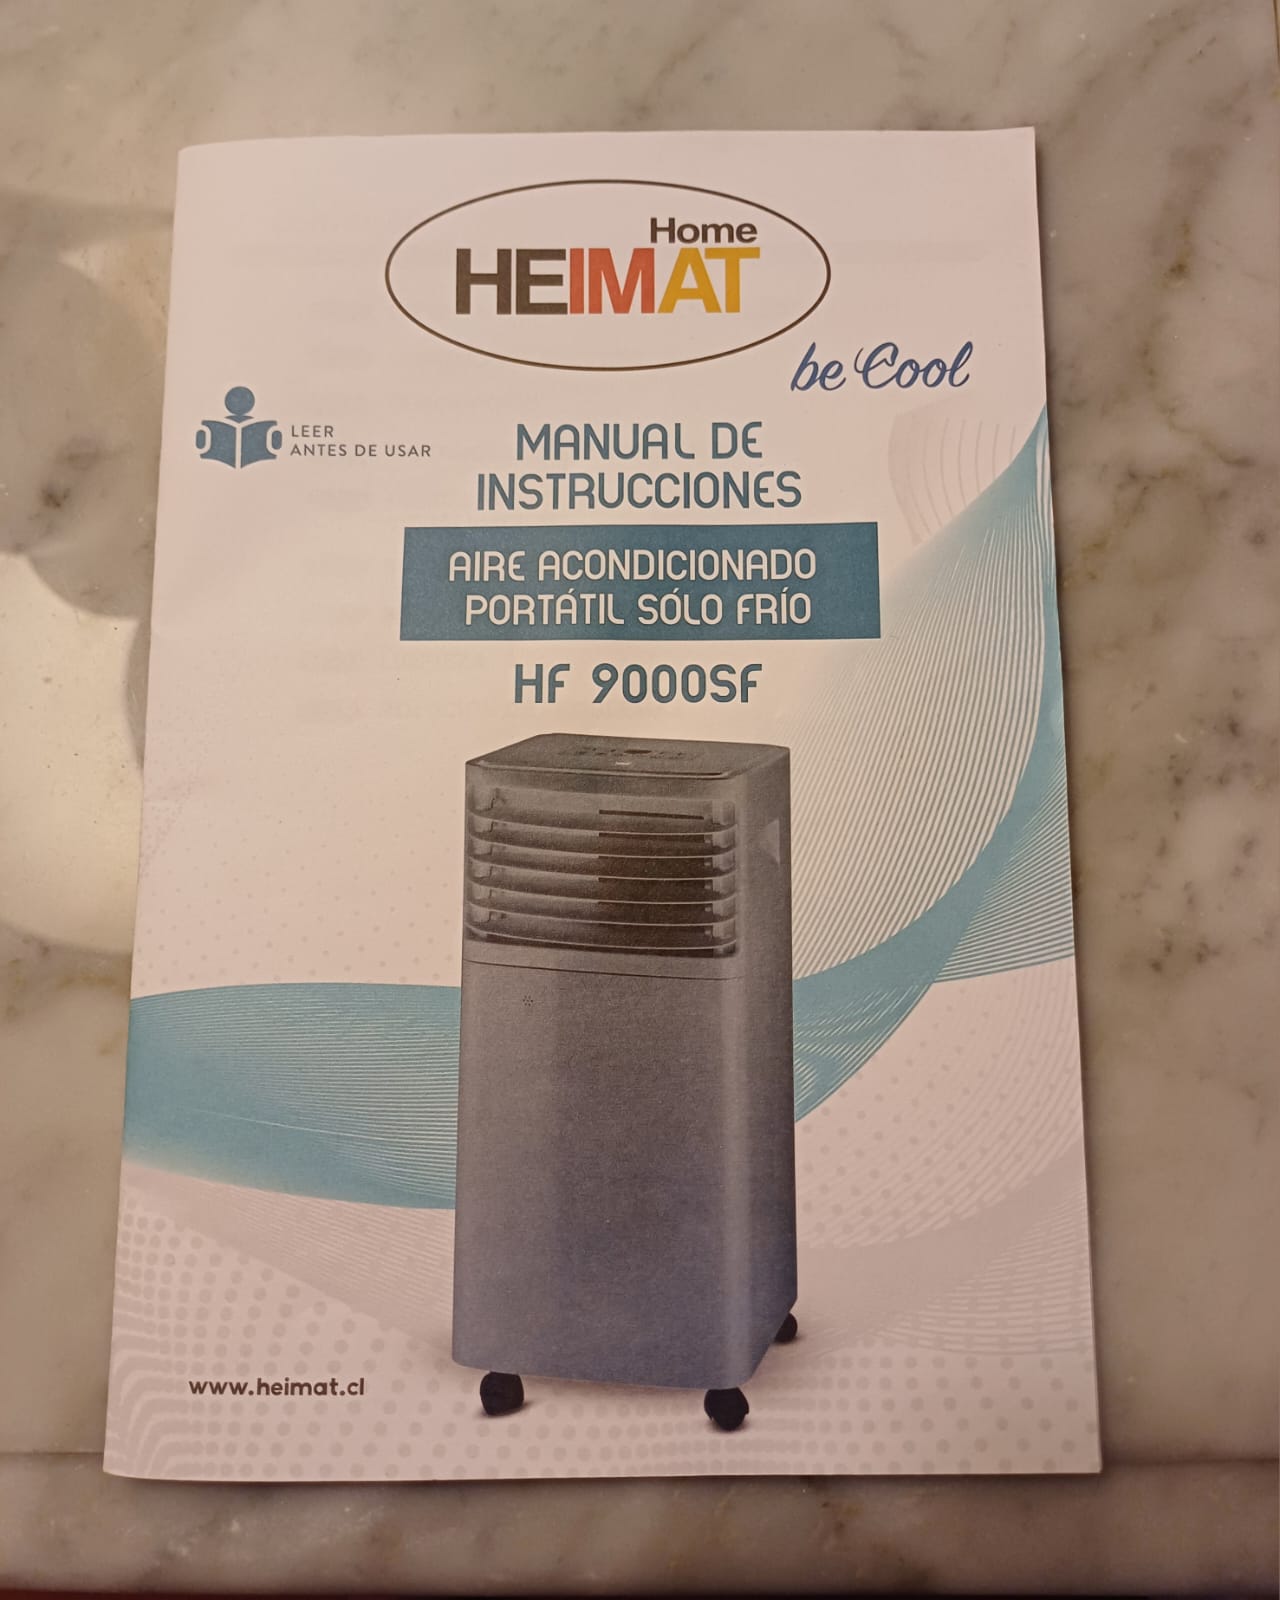 Home
HEIMAT
be Cool
LEER
ANTES DE USAR
MANUAL DE
INSTRUCCIONES
AIRE ACONDICIONADO
PORTÁTIL SÓLO FRÍO
HF 9000SF
www.heimat.cl